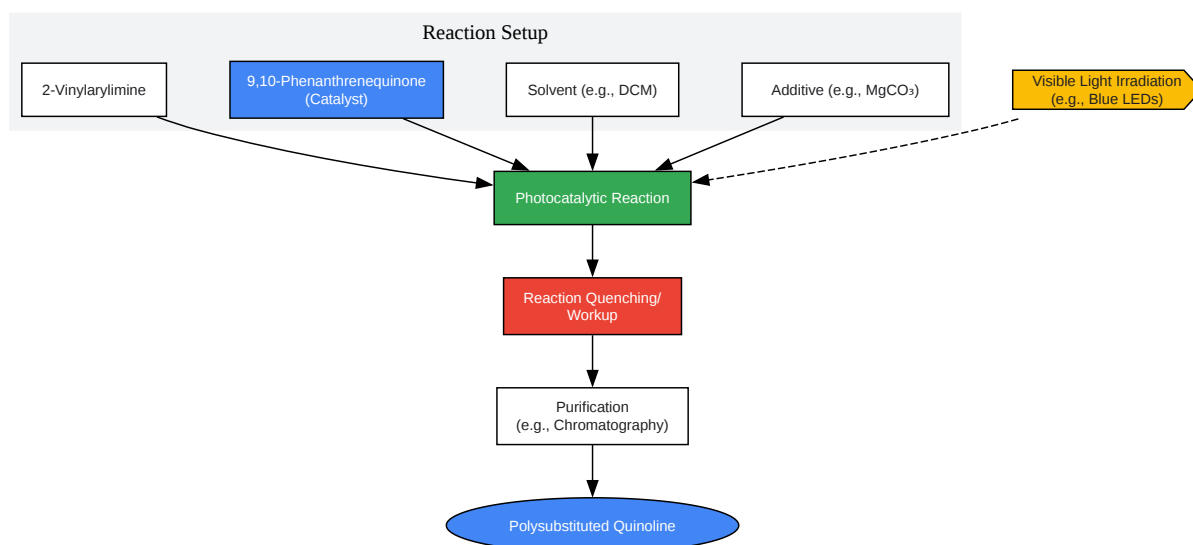 Reaction Setup
2-Vinylarylimine
9,10-Phenanthrenequinone
(Catalyst)
Solvent (e.g., DCM)
Additive (e.g., MgCO₃)
Visible Light Irradiation
(e.g., Blue LEDs)
Photocatalytic Reaction
Reaction Quenching/
Workup
Purification
(e.g., Chromatography)
Polysubstituted Quinoline